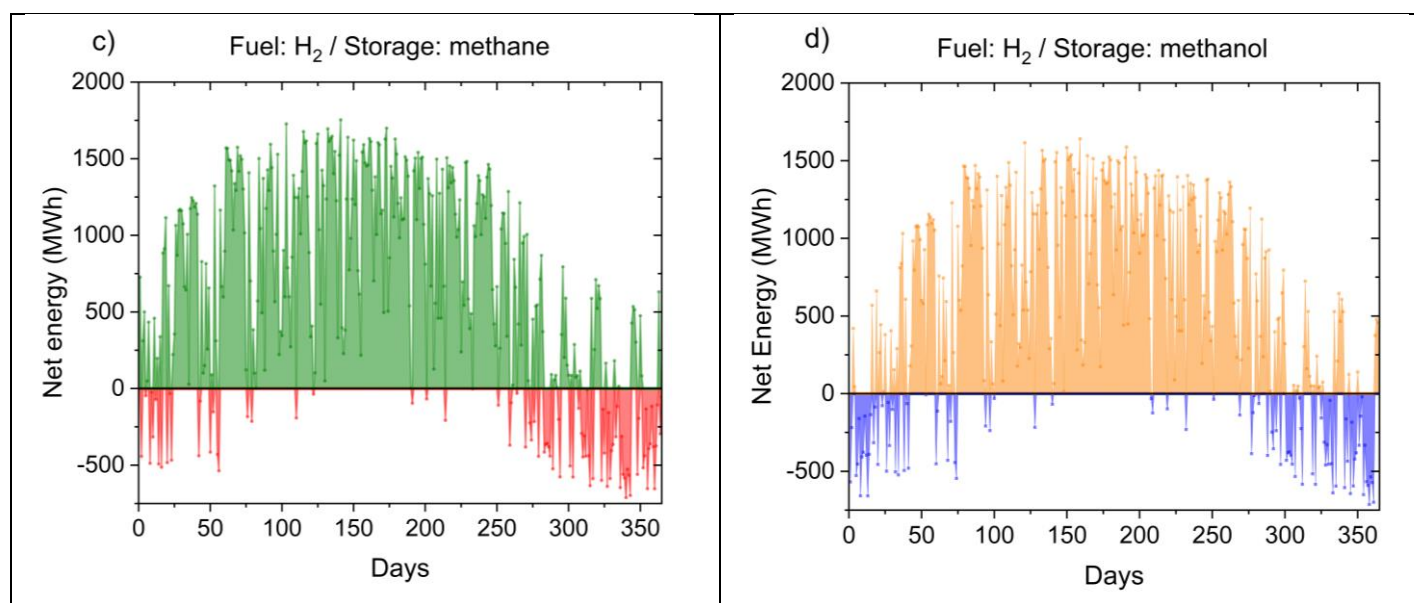 c)
Fuel: H₂ / Storage: methane
Net energy (MWh)
2000
1500
1000
500
0
-500
0 50 100 150 200 250 300 350
Days
d)
Fuel: H₂ / Storage: methanol
Net Energy (MWh)
2000
1500
1000
500
0
-500
0 50 100 150 200 250 300 350
Days